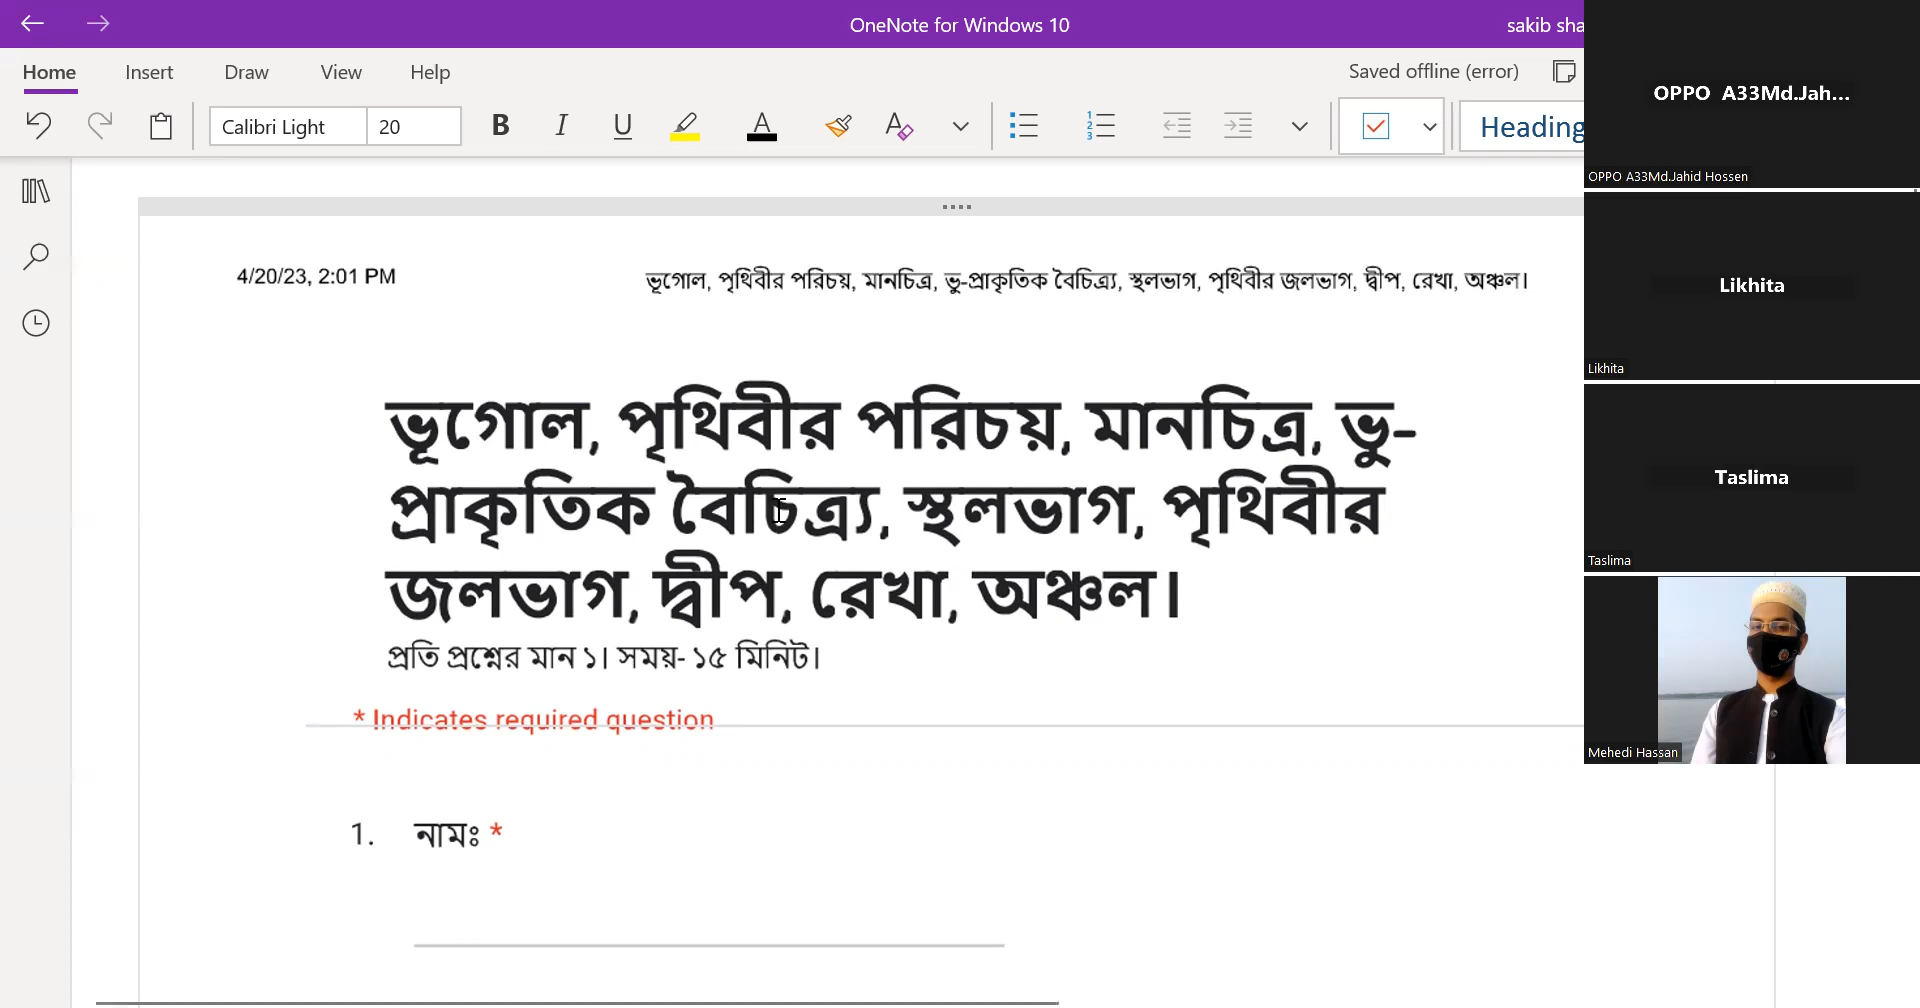 OneNote for Windows 10
sakib sha
Home Insert Draw View Help
Saved offline (error)
Calibri Light 20 B I U A A Heading
4/20/23, 2:01 PM
ভূগোল, পৃথিবীর পরিচয়, মানচিত্র, ভু-প্রাকৃতিক বৈচিত্র্য, স্থলভাগ, পৃথিবীর জলভাগ, দ্বীপ, রেখা, অঞ্চল।
ভূগোল, পৃথিবীর পরিচয়, মানচিত্র, ভু-
প্রাকৃতিক বৈচিত্র্য, স্থলভাগ, পৃথিবীর
জলভাগ, দ্বীপ, রেখা, অঞ্চল।
প্রতি প্রশ্নের মান ১। সময়- ১৫ মিনিট।
* Indicates required question
1. নামঃ *
OPPO A33Md.Jah...
OPPO A33Md.Jahid Hossen
Likhita
Likhita
Taslima
Taslima
Mehedi Hassan